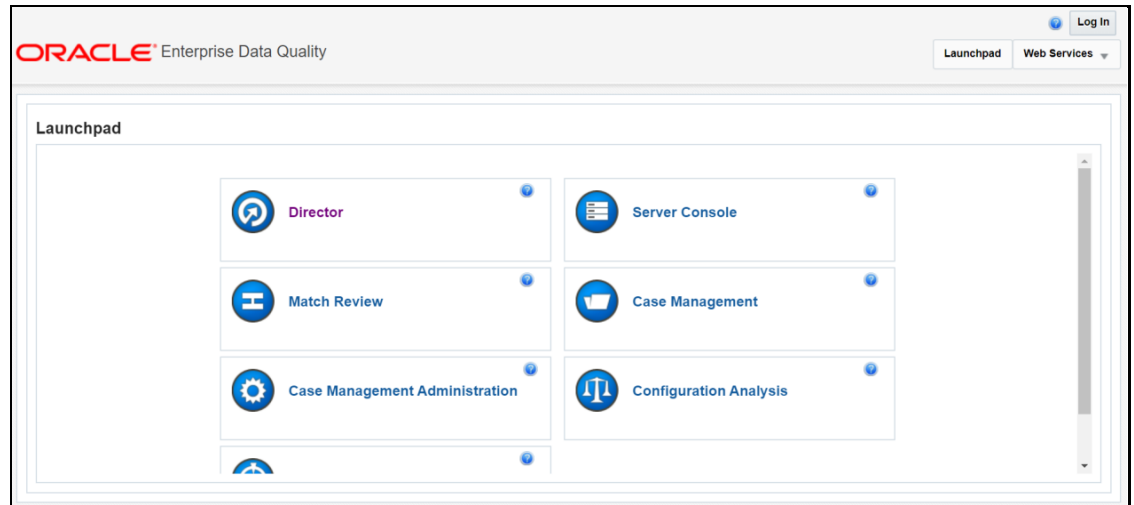 Log In
ORACLE Enterprise Data Quality
Launchpad Web Services
Launchpad
Director
Server Console
Match Review
Case Management
Case Management Administration
Configuration Analysis